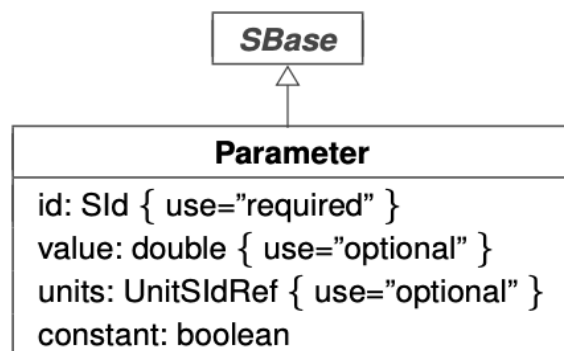 SBase
Parameter
id: SId { use=”required” }
value: double { use=”optional” }
units: UnitSIdRef { use=”optional” }
constant: boolean